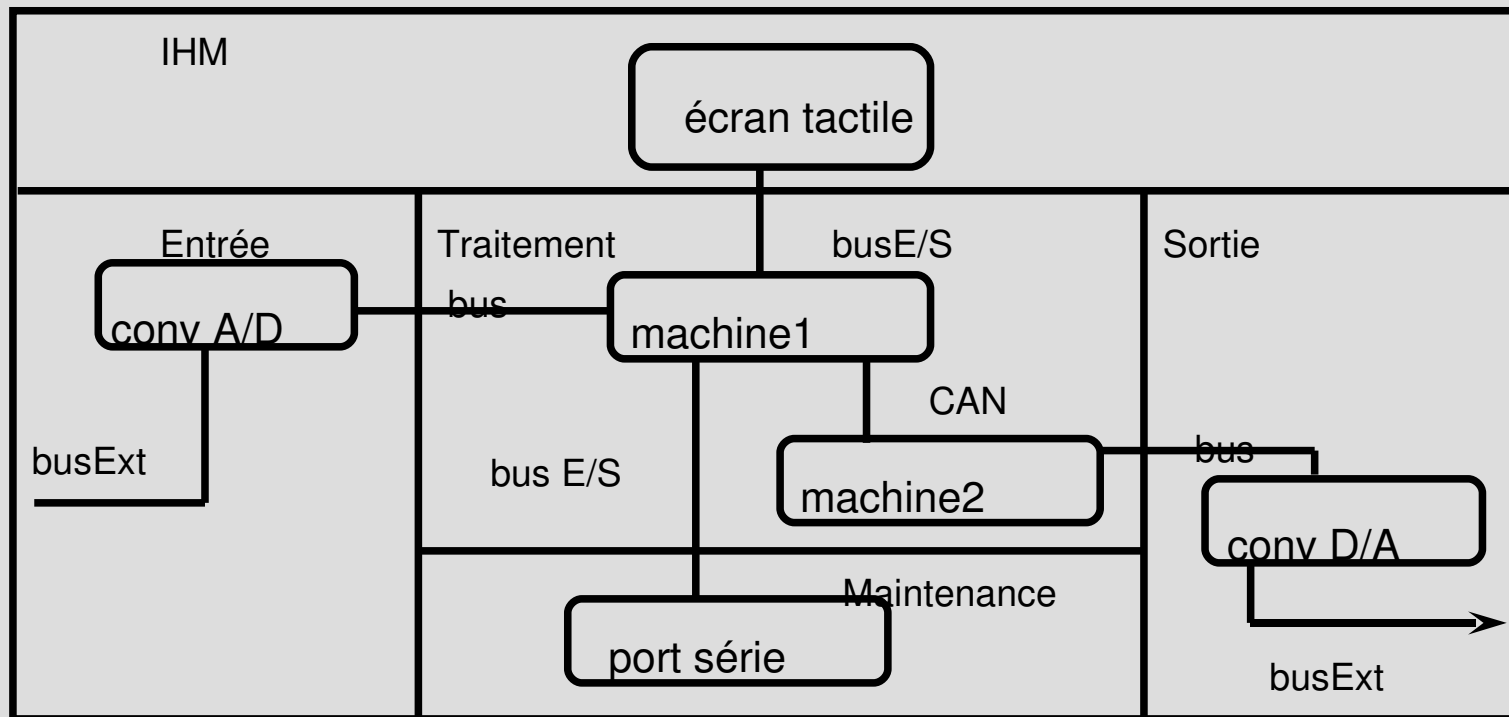 IHM
écran tactile
Entrée
Traitement
busE/S
Sortie
bus
conv A/D
machine1
CAN
busExt
bus
bus E/S
machine2
conv D/A
Maintenance
port série
busExt